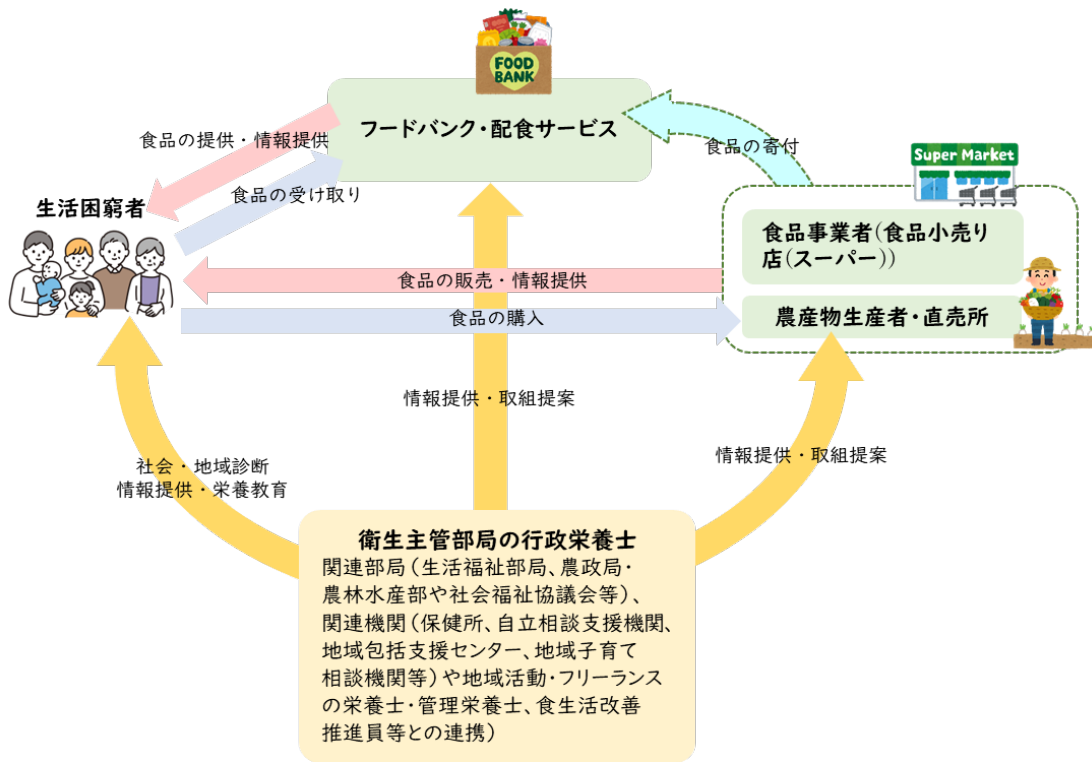 FOOD
BANK
フードバンク・配食サービス
食品の提供・情報提供
食品の寄付
Super Market
食品の受け取り
生活困窮者
食品事業者(食品小売り
店(スーパー))
食品の販売・情報提供
農産物生産者・直売所
食品の購入
情報提供・取組提案
情報提供・取組提案
社会・地域診断
情報提供・栄養教育
衛生主管部局の行政栄養士
関連部局(生活福祉部局、農政局・
農林水産部や社会福祉協議会等)、
関連機関(保健所、自立相談支援機関、
地域包括支援センター、地域子育て
相談機関等)や地域活動・フリーランス
の栄養士・管理栄養士、食生活改善
推進員等との連携)